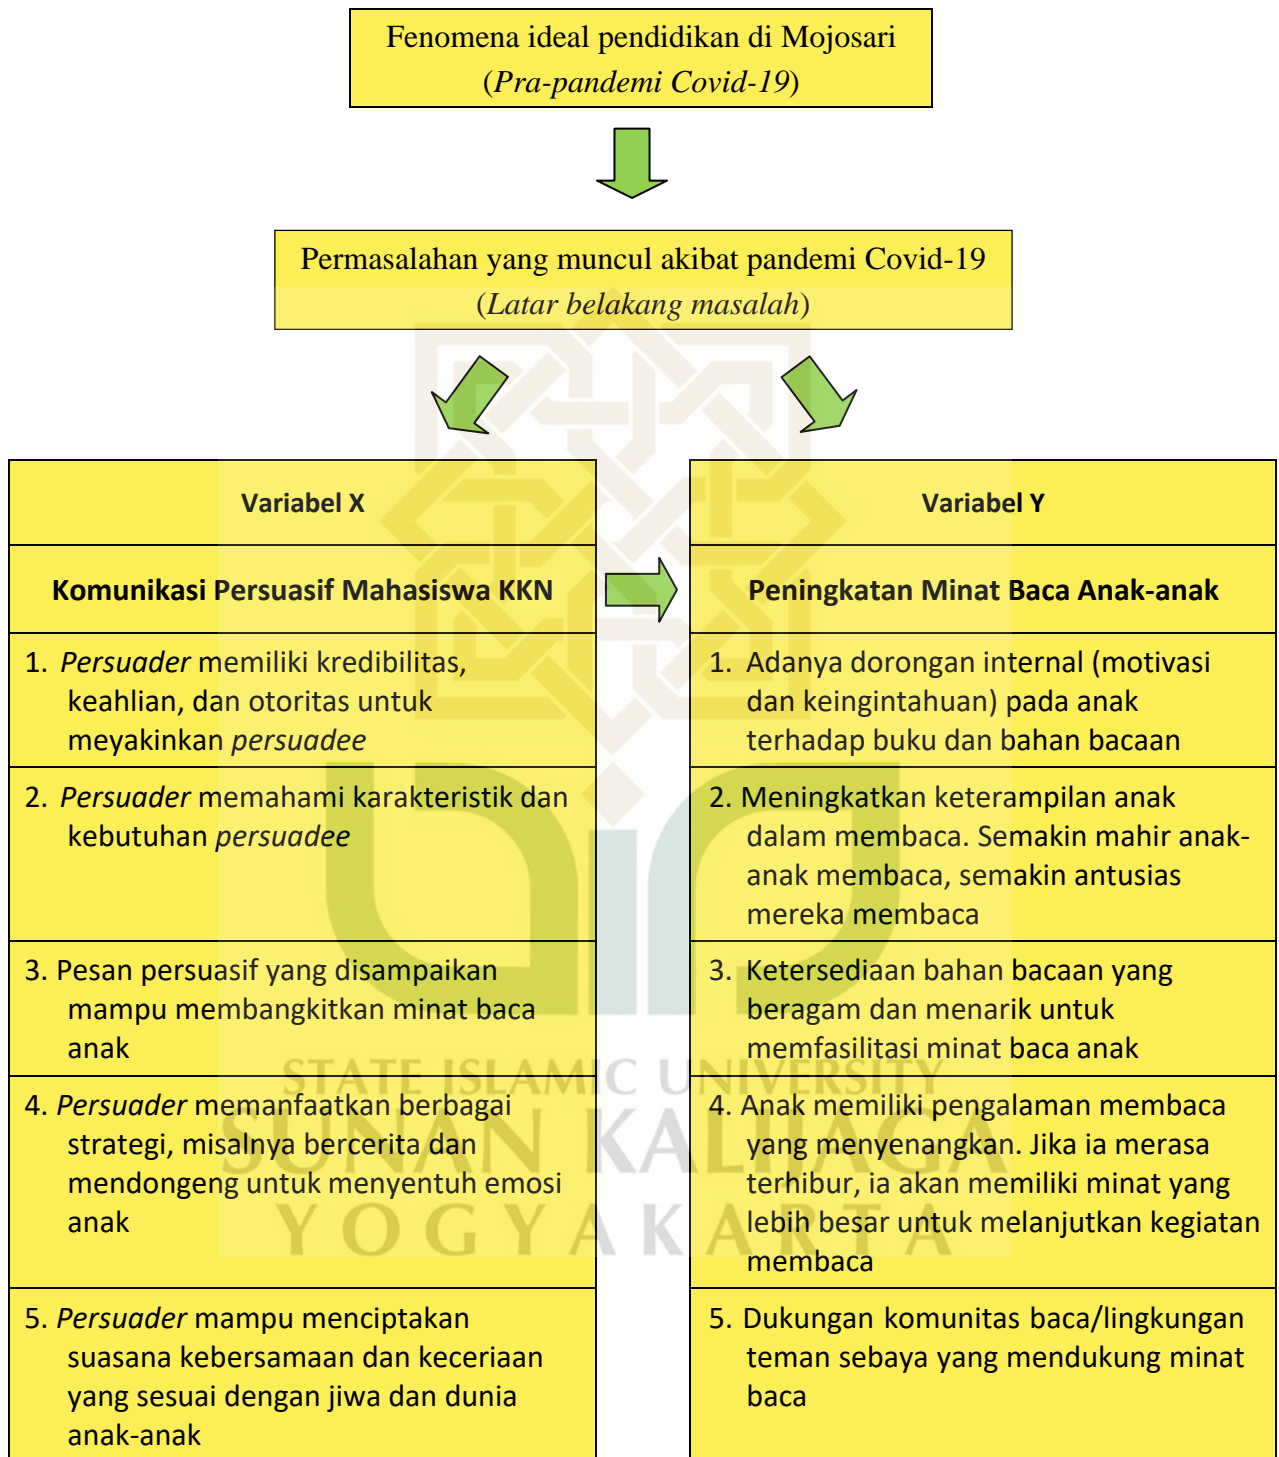 Fenomena ideal pendidikan di Mojosari
(Pra-pandemi Covid-19)
Permasalahan yang muncul akibat pandemi Covid-19
(Latar belakang masalah)
Variabel X
Komunikasi Persuasif Mahasiswa KKN
1. Persuader memiliki kredibilitas,
keahlian, dan otoritas untuk
meyakinkan persuadee
2. Persuader memahami karakteristik dan
kebutuhan persuadee
3. Pesan persuasif yang disampaikan
mampu membangkitkan minat baca
anak
4. Persuader memanfaatkan berbagai
strategi, misalnya bercerita dan
mendongeng untuk menyentuh emosi
anak
5. Persuader mampu menciptakan
suasana kebersamaan dan keceriaan
yang sesuai dengan jiwa dan dunia
anak-anak
Variabel Y
Peningkatan Minat Baca Anak-anak
1. Adanya dorongan internal (motivasi
dan keingintahuan) pada anak
terhadap buku dan bahan bacaan
2. Meningkatkan keterampilan anak
dalam membaca. Semakin mahir anak-
anak membaca, semakin antusias
mereka membaca
3. Ketersediaan bahan bacaan yang
beragam dan menarik untuk
memfasilitasi minat baca anak
4. Anak memiliki pengalaman membaca
yang menyenangkan. Jika ia merasa
terhibur, ia akan memiliki minat yang
lebih besar untuk melanjutkan kegiatan
membaca
5. Dukungan komunitas baca/lingkungan
teman sebaya yang mendukung minat
baca
STATE ISLAMIC UNIVERSITY
SUNAN KALIJAGA
YOGYAKARTA